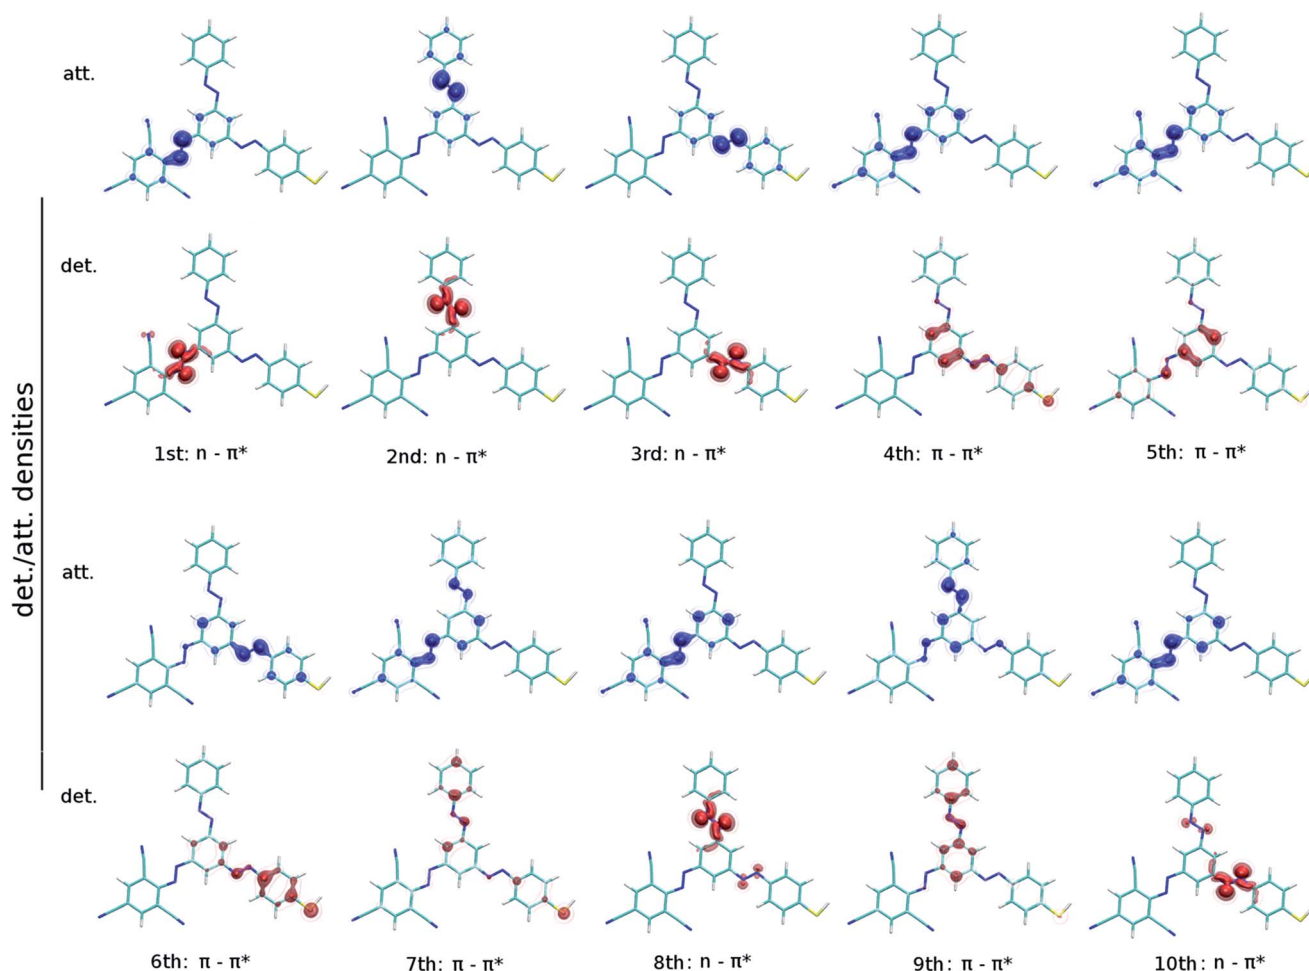 att.
det.
1st: n - π*
2nd: n - π*
3rd: n - π*
4th: π - π*
5th: π - π*
det./att. densities
att.
det.
6th: π - π*
7th: π - π*
8th: n - π*
9th: π - π*
10th: n - π*